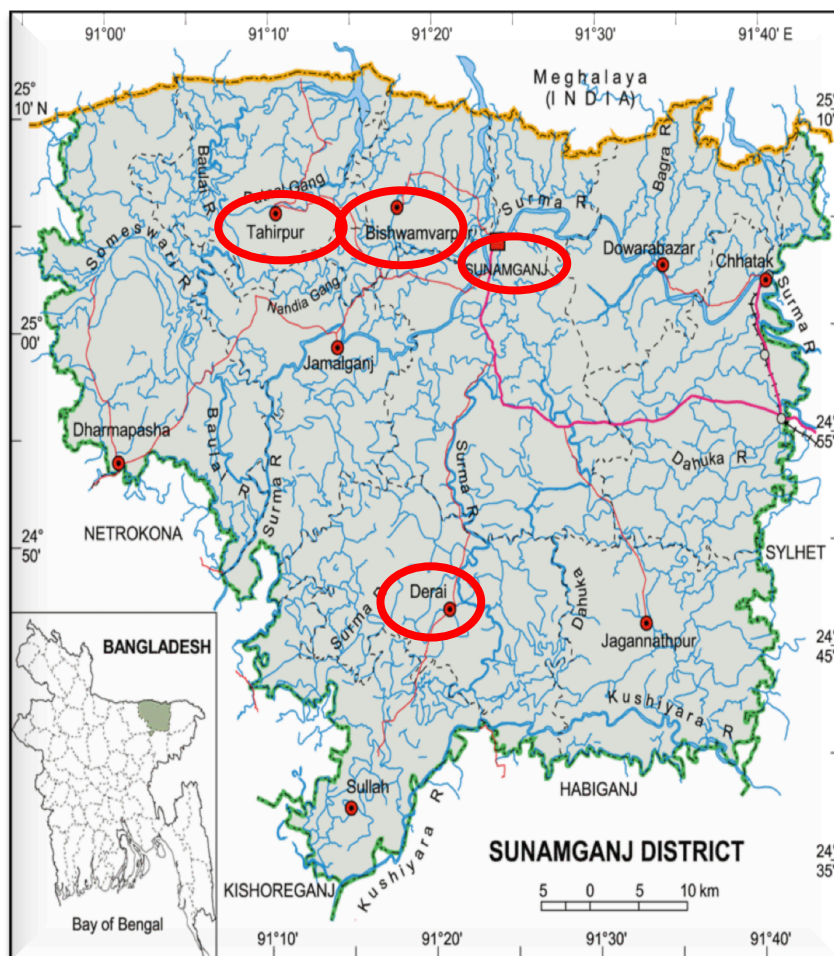 91° 00' 91° 10' 91° 20' 91° 30' 91° 40' E
Meghalaya
(I N D I A)
25°
10' N
25°
10'
Baulai R
Patnai Gang
Bagra R
Surma R
Tahirpur
Bishwamvarpur
Someswari R
SUNAMGANJ
Dowarabazar
Chhatak
Surma R
Nandia Gang
25°
00'
Jamalganj
Dharmapasha
Baulai R
Surma R
Surma R
24°
55'
Dahuka R
NETROKONA
24°
50'
SYLHET
Derai
Surma R
Dahuka
Jagannathpur
24°
45'
BANGLADESH
Kushiyara R
Sullah
HABIGANJ
Kushiyara R
SUNAMGANJ DISTRICT
24°
35'
KISHOREGANJ
5 0 5 10 km
Bay of Bengal
91° 10' 91° 20' 91° 30' 91° 40'